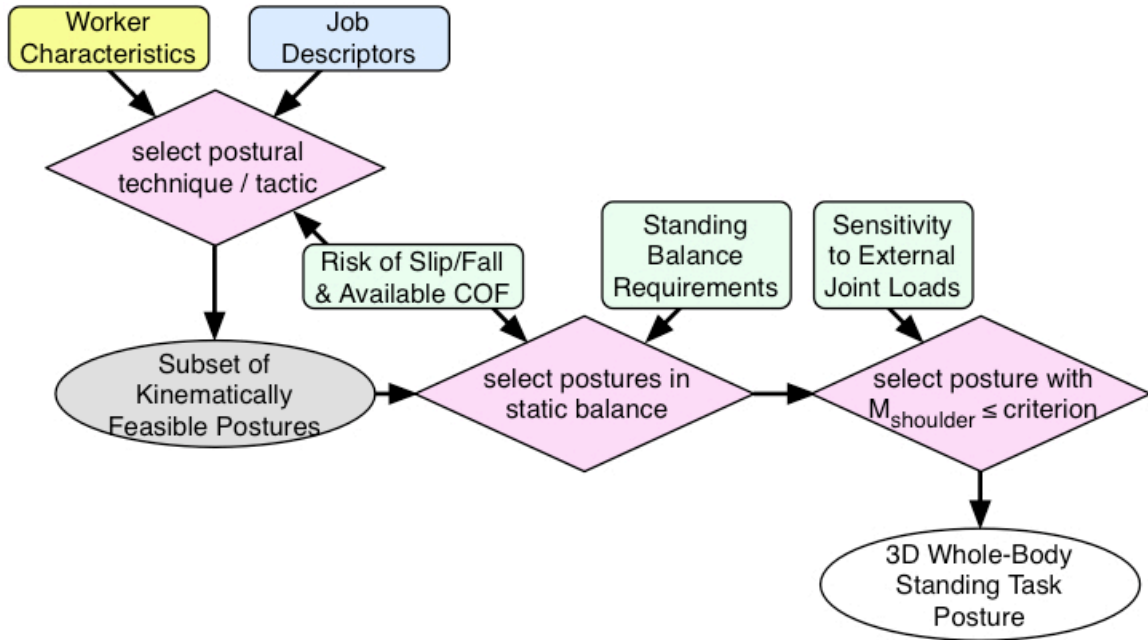 Worker
Characteristics
Job
Descriptors
select postural
technique / tactic
Risk of Slip/Fall
& Available COF
Standing
Balance
Requirements
Sensitivity
to External
Joint Loads
Subset of
Kinematically
Feasible Postures
select postures in
static balance
select posture with
M_shoulder ≤ criterion
3D Whole-Body
Standing Task
Posture